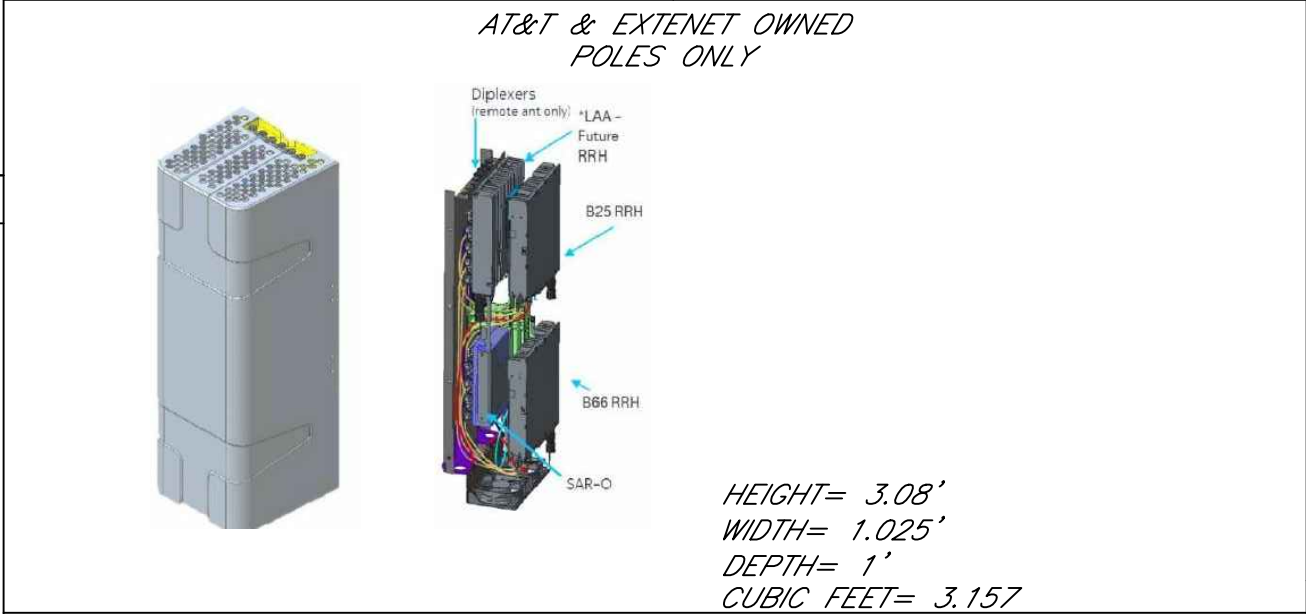 AT&T & EXTENET OWNED
POLES ONLY
Diplexers
(remote ant only)
*LAA -
Future
RRH
B25 RRH
B66 RRH
SAR-O
HEIGHT= 3.08'
WIDTH= 1.025'
DEPTH= 1'
CUBIC FEET= 3.157